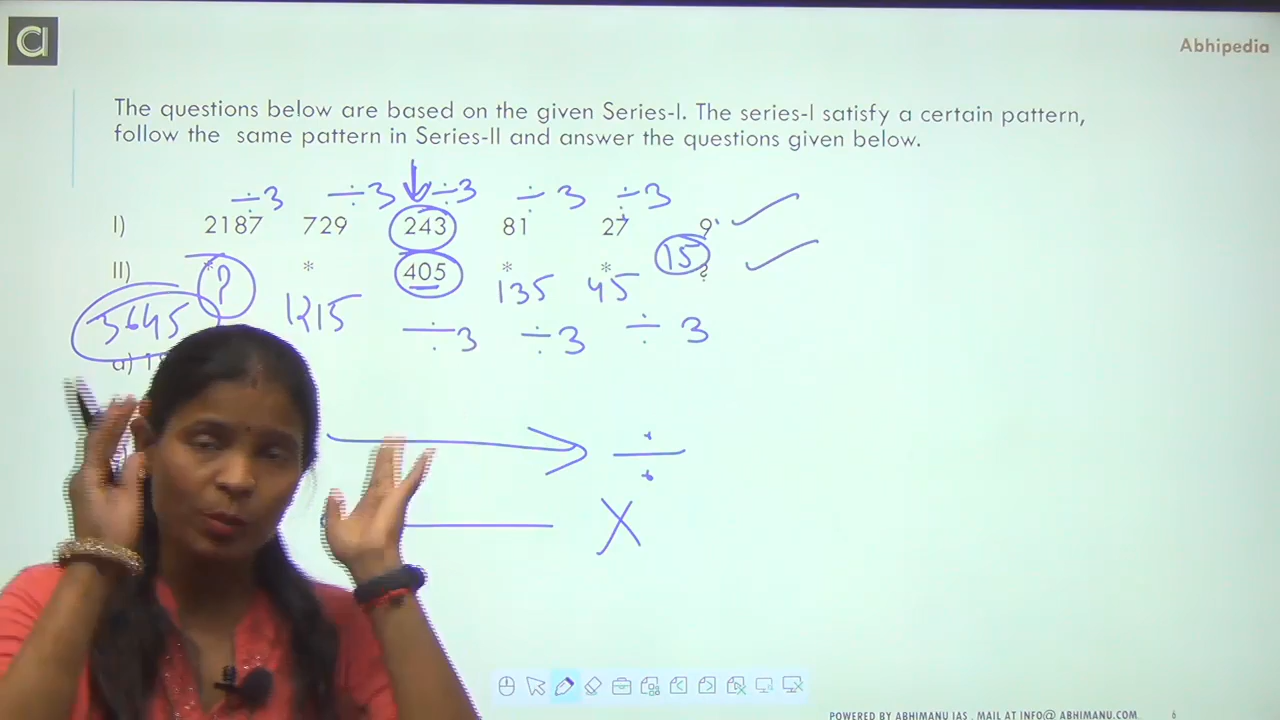 Abhipedia
The questions below are based on the given Series-I. The series-I satisfy a certain pattern,
follow the same pattern in Series-II and answer the questions given below.
÷3 ÷3 ÷3 ÷3 ÷3
I) 2187 729 243 81 27 9
II) * * 405 * * ?
? 135 45 15
3645 1215 ÷3 ÷3 ÷3
a) 1
÷
X
POWERED BY ABHIMANU IAS . MAIL AT INFO@ ABHIMANU.COM 6